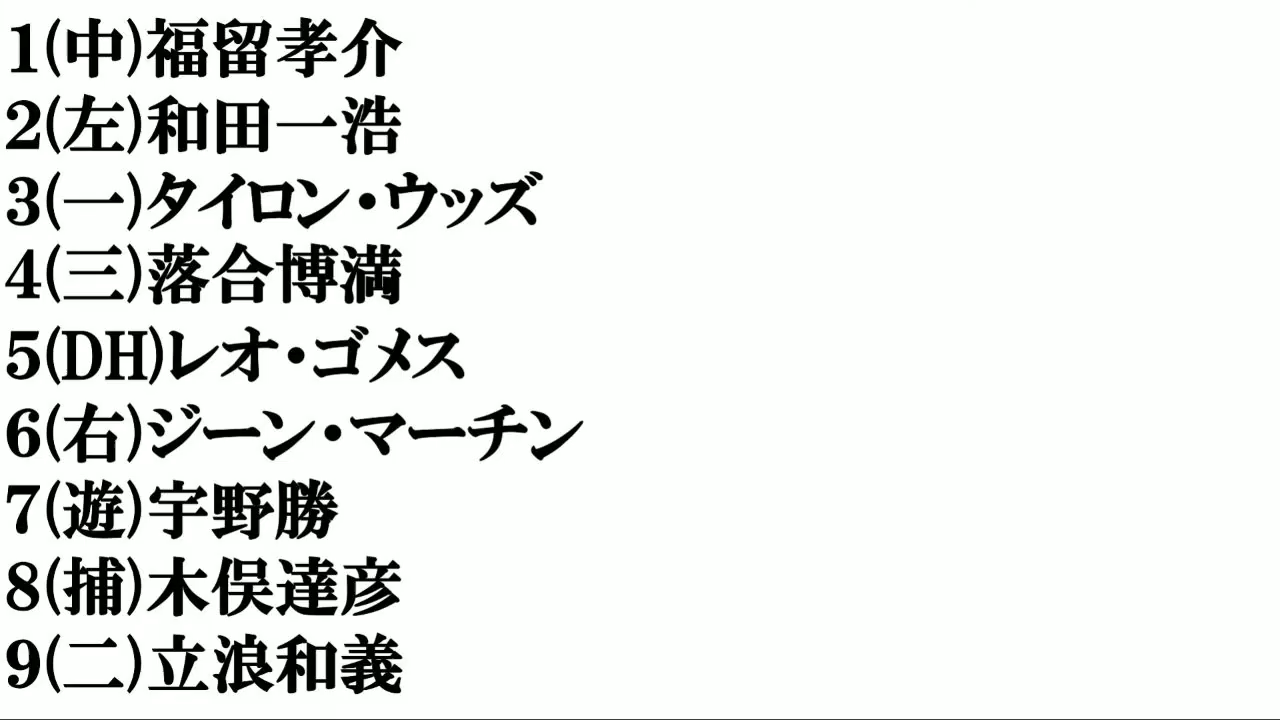 1(中)福留孝介
2(左)和田一浩
3(一)タイロン・ウッズ
4(三)落合博満
5(DH)レオ・ゴメス
6(右)ジーン・マーチン
7(遊)宇野勝
8(捕)木俣達彦
9(二)立浪和義